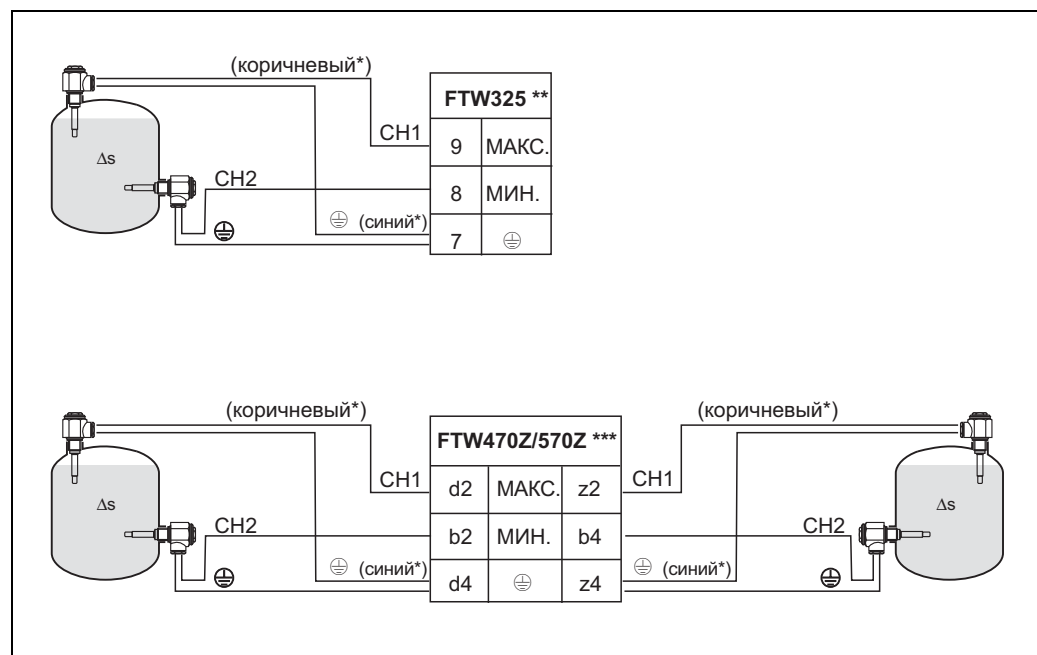 (коричневый*)
FTW325 **
CH1
9 МАКС.
Δs
CH2
8 МИН.
(синий*)
7
(коричневый*)
(коричневый*)
FTW470Z/570Z ***
CH1
d2 МАКС. z2
CH1
Δs
Δs
CH2
b2 МИН. b4
CH2
(синий*)
(синий*)
d4 z4